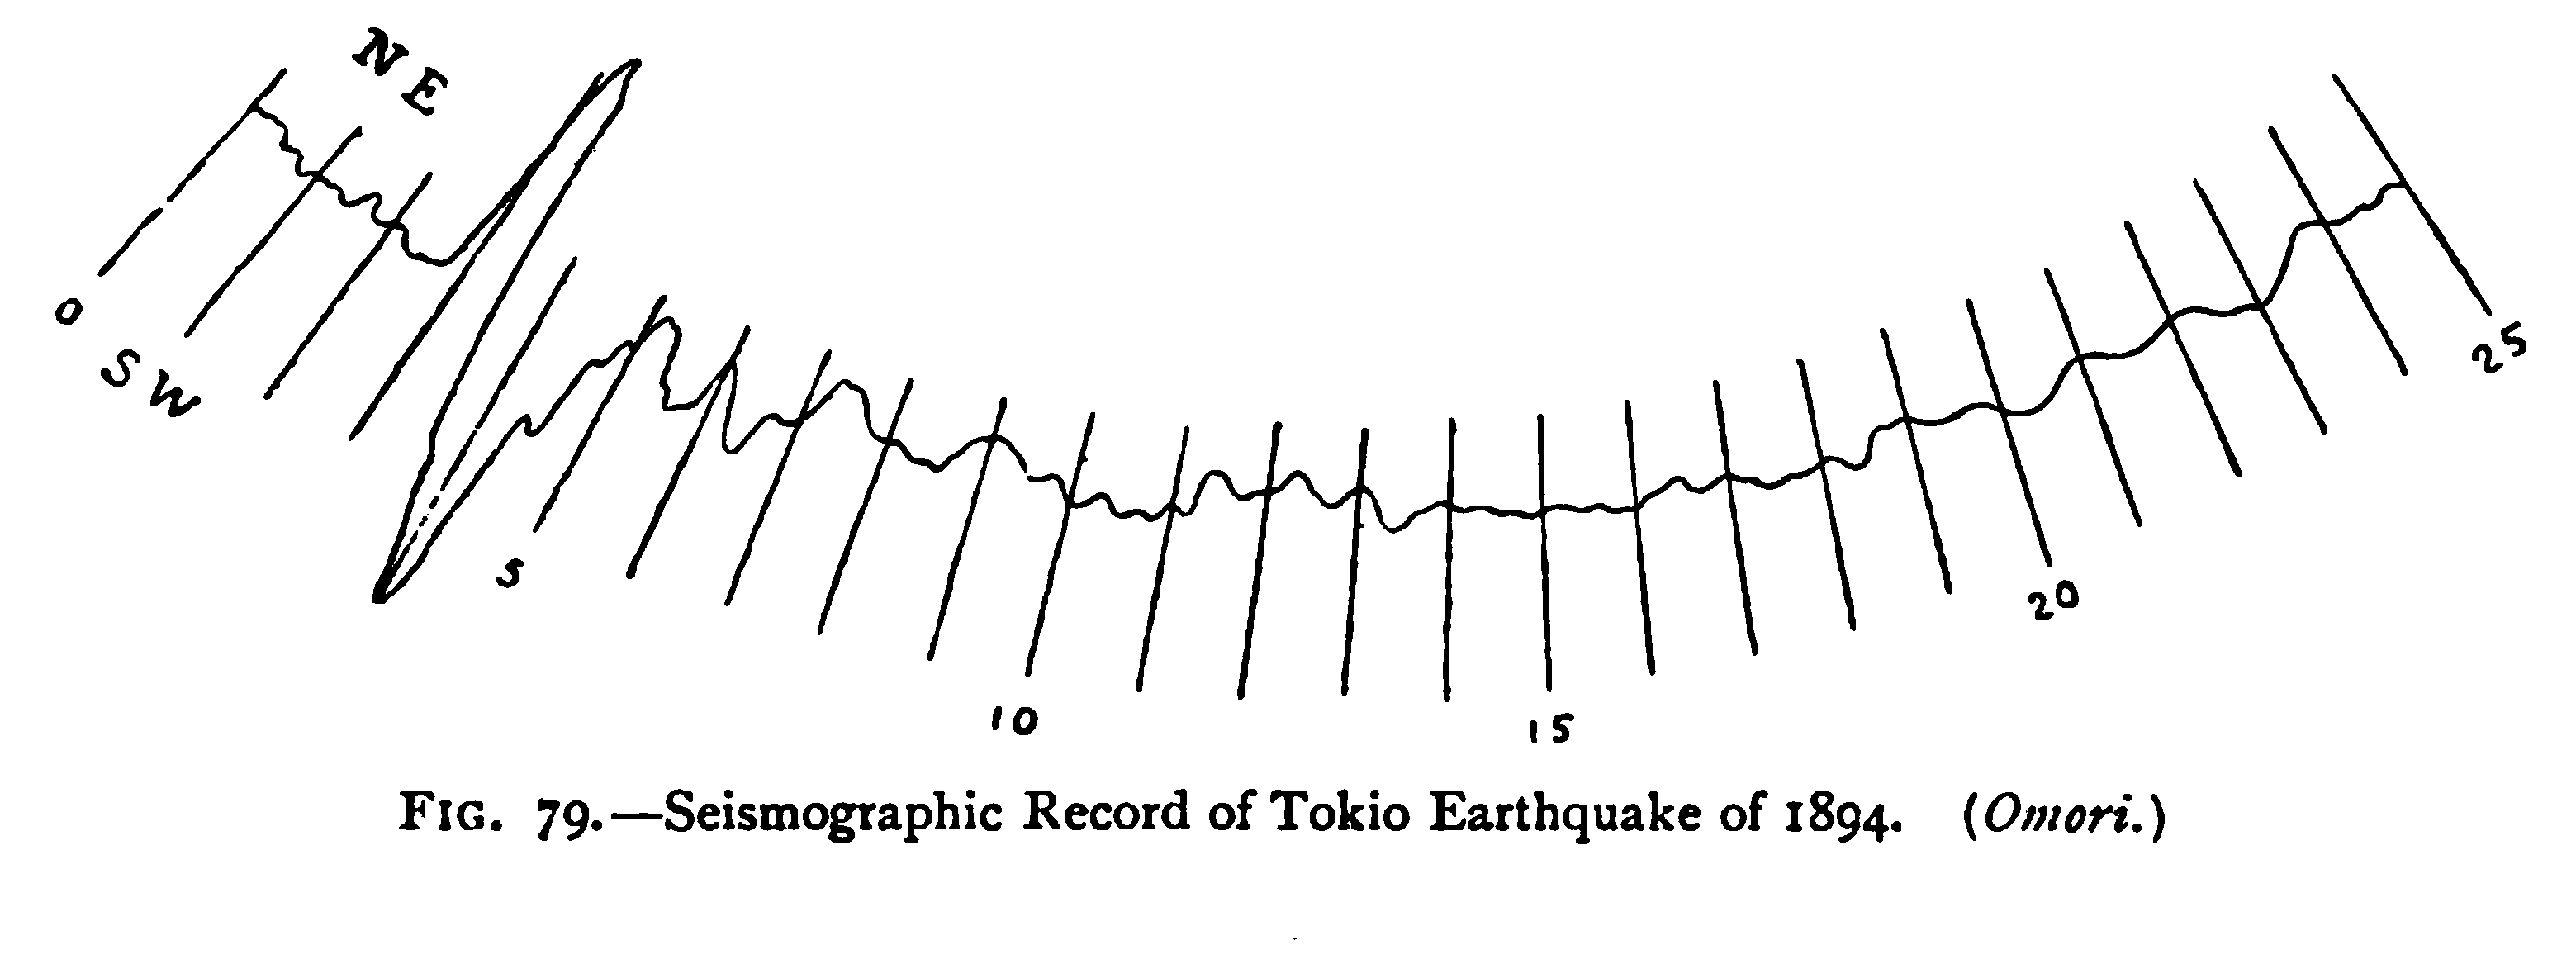 NE
0
SW
5
10
15
20
25
FIG. 79.—Seismographic Record of Tokio Earthquake of 1894. (Omori.)